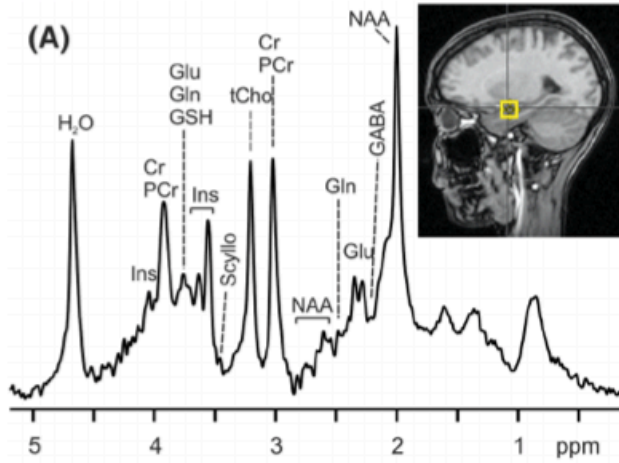 (A)
H₂O
Ins
Cr
PCr
Glu
Gln
GSH
Ins
Scyllo
tCho
Cr
PCr
NAA
Gln
Glu
GABA
NAA
5 4 3 2 1 ppm